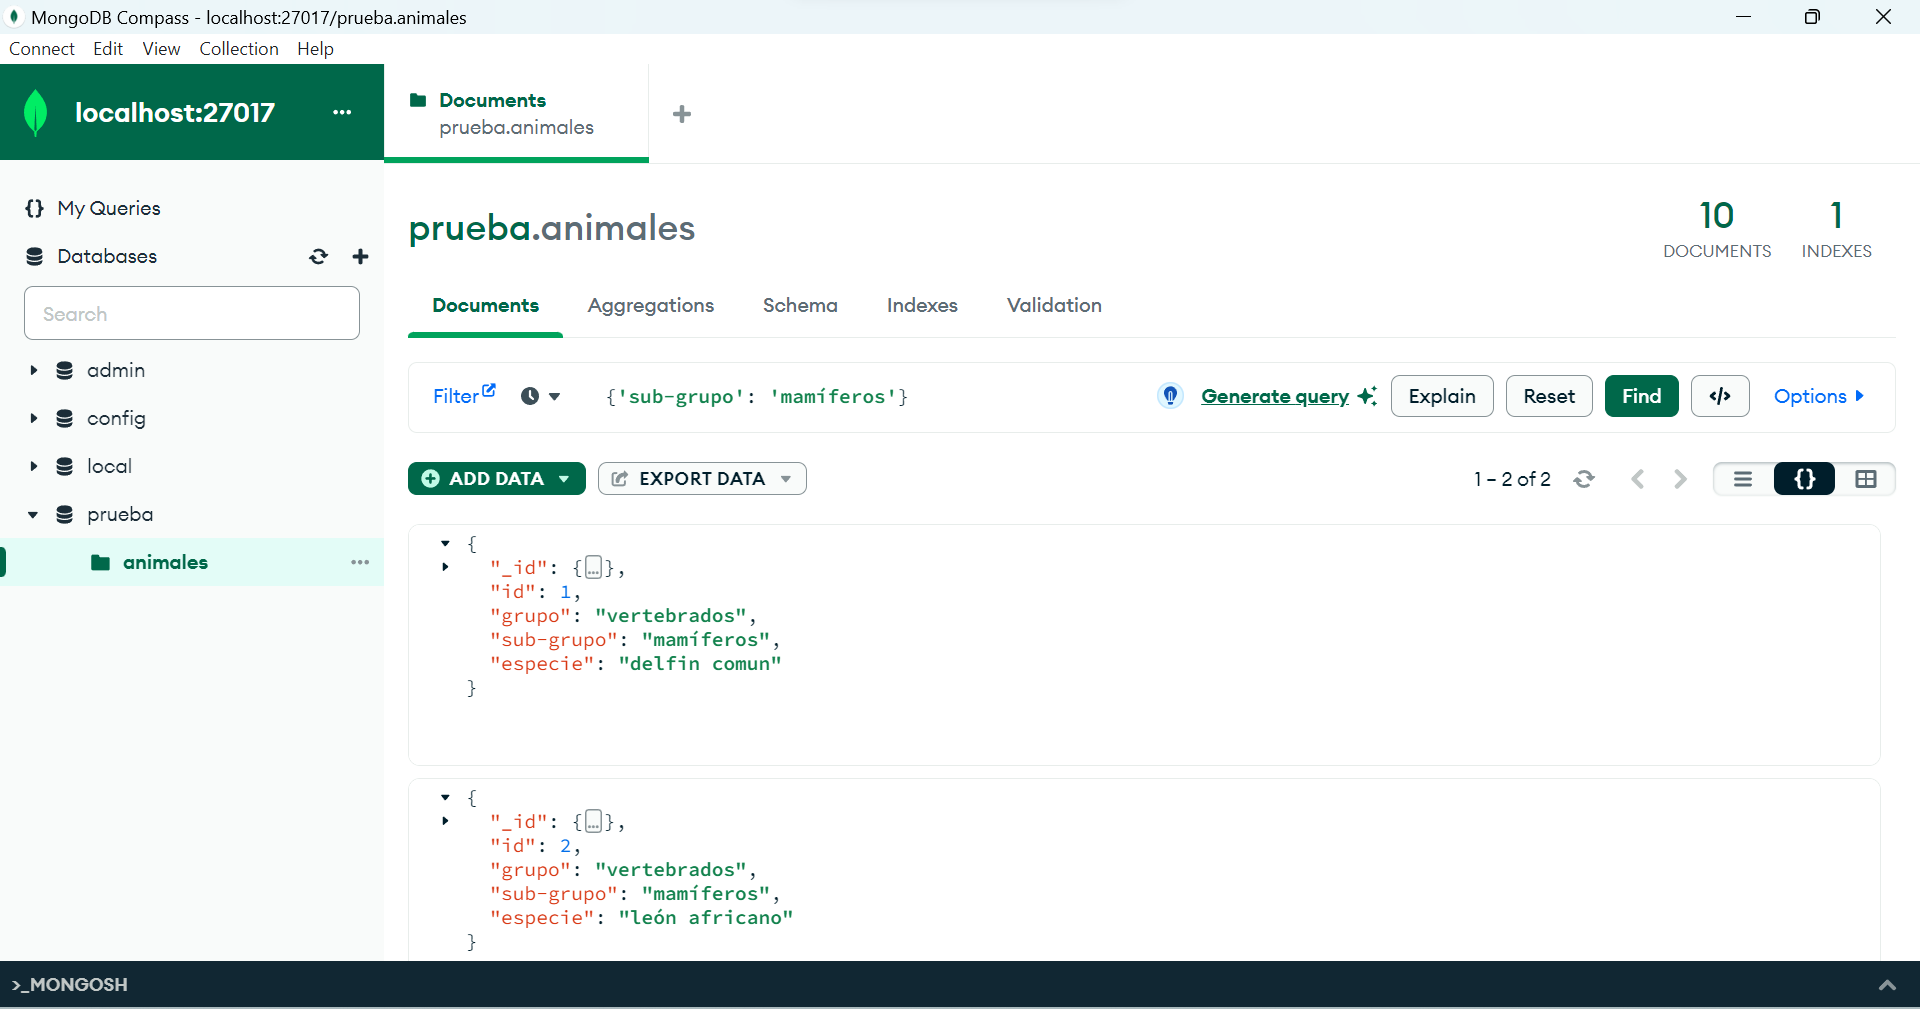 MongoDB Compass - localhost:27017/prueba.animales
Connect Edit View Collection Help
localhost:27017 ...
Documents
prueba.animales
+
My Queries
Databases
Search
admin
config
local
prueba
animales ...
prueba.animales
10
DOCUMENTS
1
INDEXES
Documents Aggregations Schema Indexes Validation
Filter {'sub-grupo': 'mamíferos'} Generate query Explain Reset Find </> Options
ADD DATA EXPORT DATA 1 – 2 of 2 {}
{
"_id": {...},
"id": 1,
"grupo": "vertebrados",
"sub-grupo": "mamíferos",
"especie": "delfin comun"
}
{
"_id": {...},
"id": 2,
"grupo": "vertebrados",
"sub-grupo": "mamíferos",
"especie": "león africano"
}
>_MONGOSH